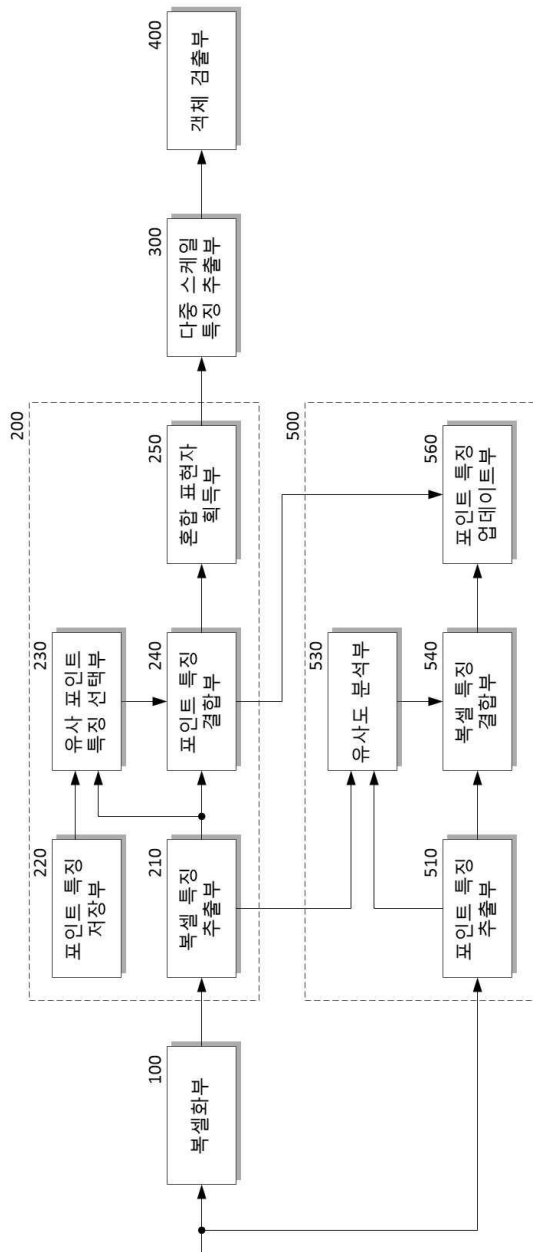 100
복셀화부
200
220
포인트 특징
저장부
230
유사 포인트
특징 선택부
210
복셀 특징
추출부
240
포인트 특징
결합부
250
혼합 표현자
획득부
300
다중 스케일
특징 추출부
400
객체 검출부
500
530
유사도 분석부
510
포인트 특징
추출부
540
복셀 특징
결합부
560
포인트 특징
업데이트부